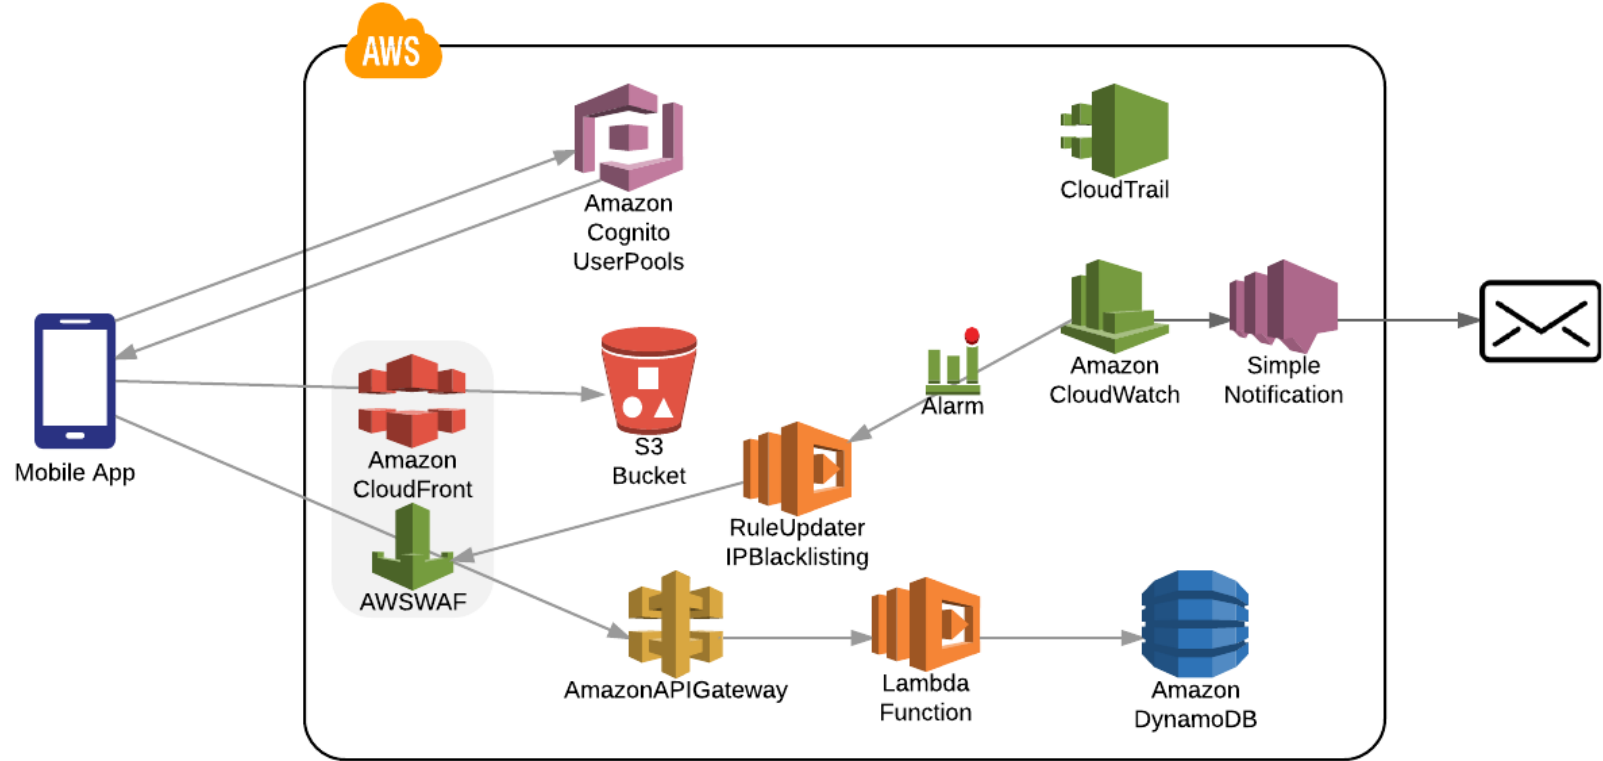 AWS
Amazon
Cognito
UserPools
CloudTrail
Mobile App
Amazon
CloudFront
AWSWAF
S3
Bucket
Alarm
Amazon
CloudWatch
Simple
Notification
RuleUpdater
IPBlacklisting
AmazonAPIGateway
Lambda
Function
Amazon
DynamoDB